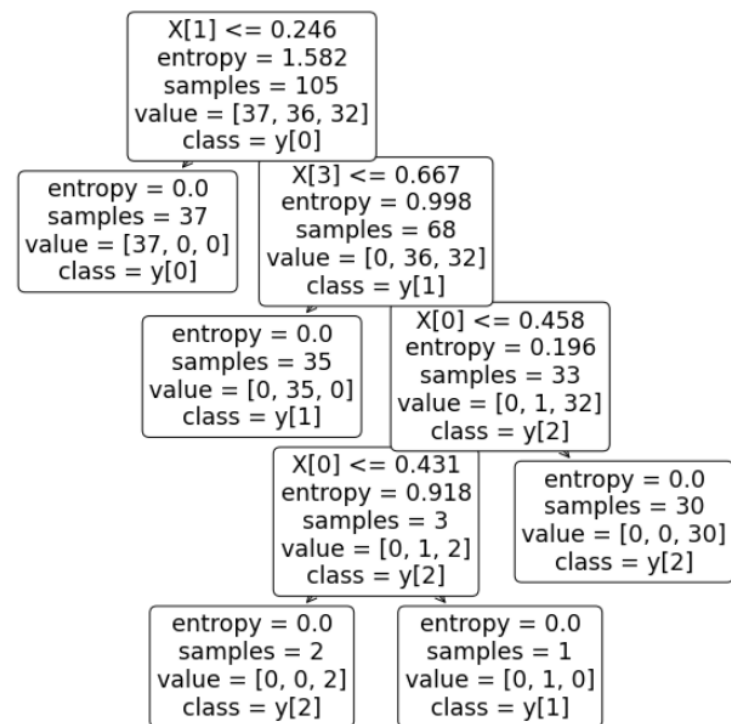 X[1] <= 0.246
entropy = 1.582
samples = 105
value = [37, 36, 32]
class = y[0]
entropy = 0.0
samples = 37
value = [37, 0, 0]
class = y[0]
X[3] <= 0.667
entropy = 0.998
samples = 68
value = [0, 36, 32]
class = y[1]
entropy = 0.0
samples = 35
value = [0, 35, 0]
class = y[1]
X[0] <= 0.458
entropy = 0.196
samples = 33
value = [0, 1, 32]
class = y[2]
X[0] <= 0.431
entropy = 0.918
samples = 3
value = [0, 1, 2]
class = y[2]
entropy = 0.0
samples = 30
value = [0, 0, 30]
class = y[2]
entropy = 0.0
samples = 2
value = [0, 0, 2]
class = y[2]
entropy = 0.0
samples = 1
value = [0, 1, 0]
class = y[1]